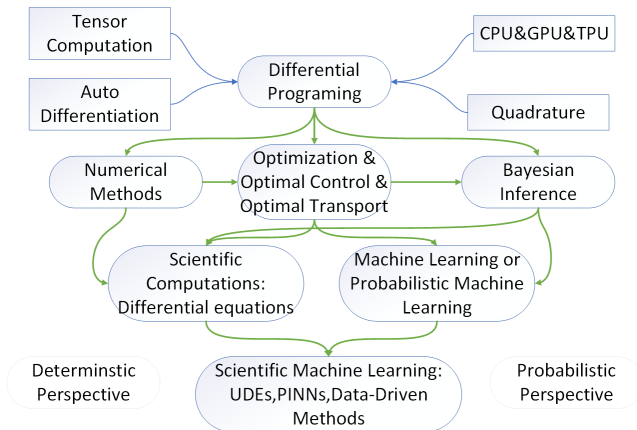 Tensor
Computation
CPU&GPU&TPU
Differential
Programing
Auto
Differentiation
Quadrature
Numerical
Methods
Optimization &
Optimal Control &
Optimal Transport
Bayesian
Inference
Scientific
Computations:
Differential equations
Machine Learning or
Probabilistic Machine
Learning
Determinstic
Perspective
Scientific Machine Learning:
UDEs,PINNs,Data-Driven
Methods
Probabilistic
Perspective